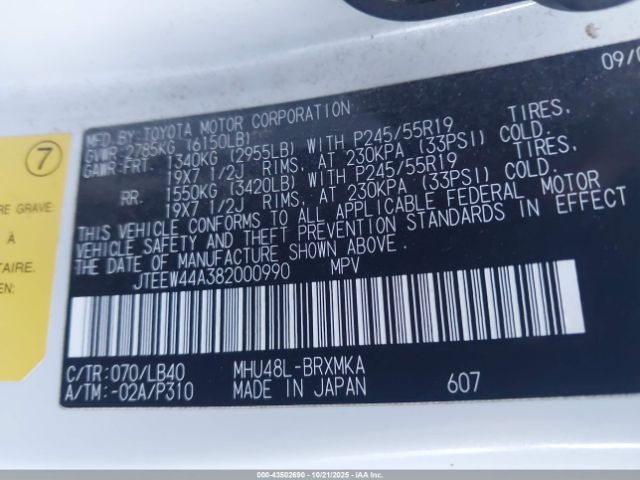 09/0
MFD.BY:TOYOTA MOTOR CORPORATION
GVWR-2785KG (6150LB)
GAWR-FRT. 1340KG (2955LB) WITH P245/55R19 TIRES.
19X7 1/2J RIMS. AT 230KPA (33PSI) COLD.
RR. 1550KG (3420LB) WITH P245/55R19 TIRES.
19X7 1/2J RIMS. AT 230KPA (33PSI) COLD.
THIS VEHICLE CONFORMS TO ALL APPLICABLE FEDERAL MOTOR
VEHICLE SAFETY AND THEFT PREVENTION STANDARDS IN EFFECT
ON THE DATE OF MANUFACTURE SHOWN ABOVE.
JTEEW44A382000990 MPV
C/TR:070/LB40 MHU48L-BRXMKA
A/TM:-02A/P310 MADE IN JAPAN 607
7
RE GRAVE
À
TAIRE.
EN:
000-43502690 - 10/21/2025 - IAAI.COM